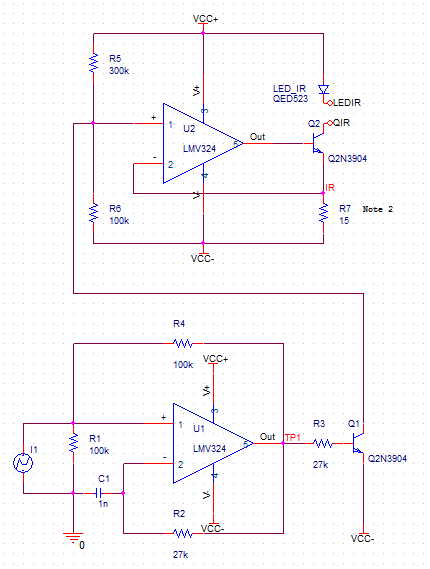 VCC+
R5
300k
LED_IR
QED523
LEDIR
V+
3
+
1
U2
Q2
QIR
Out
LMV324
5
-
2
Q2N3904
4
V-
IR
R6
100k
R7
15
Note 2
VCC-
R4
100k
VCC+
V+
3
+
1
U1
Q1
Out
TP1
R3
LMV324
5
I1
R1
100k
-
2
27k
Q2N3904
C1
4
1n
V-
R2
VCC-
VCC-
0
27k